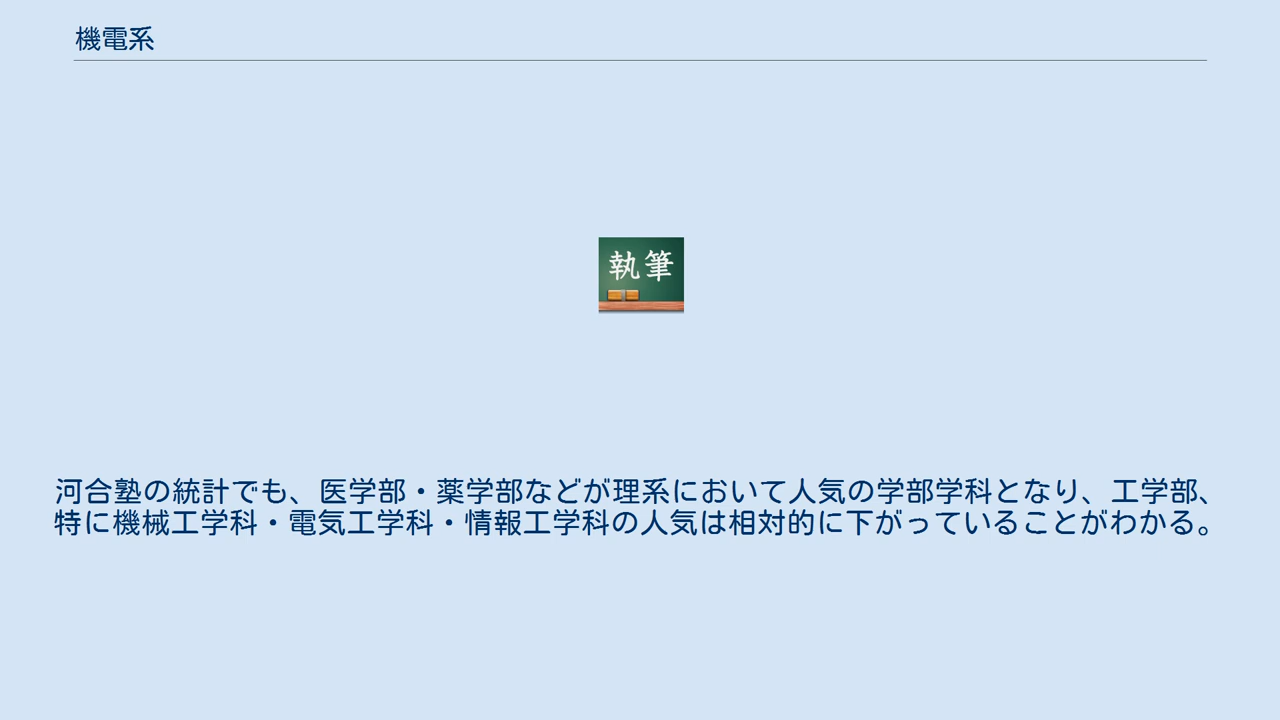 機電系
執筆
河合塾の統計でも、医学部・薬学部などが理系において人気の学部学科となり、工学部、
特に機械工学科・電気工学科・情報工学科の人気は相対的に下がっていることがわかる。